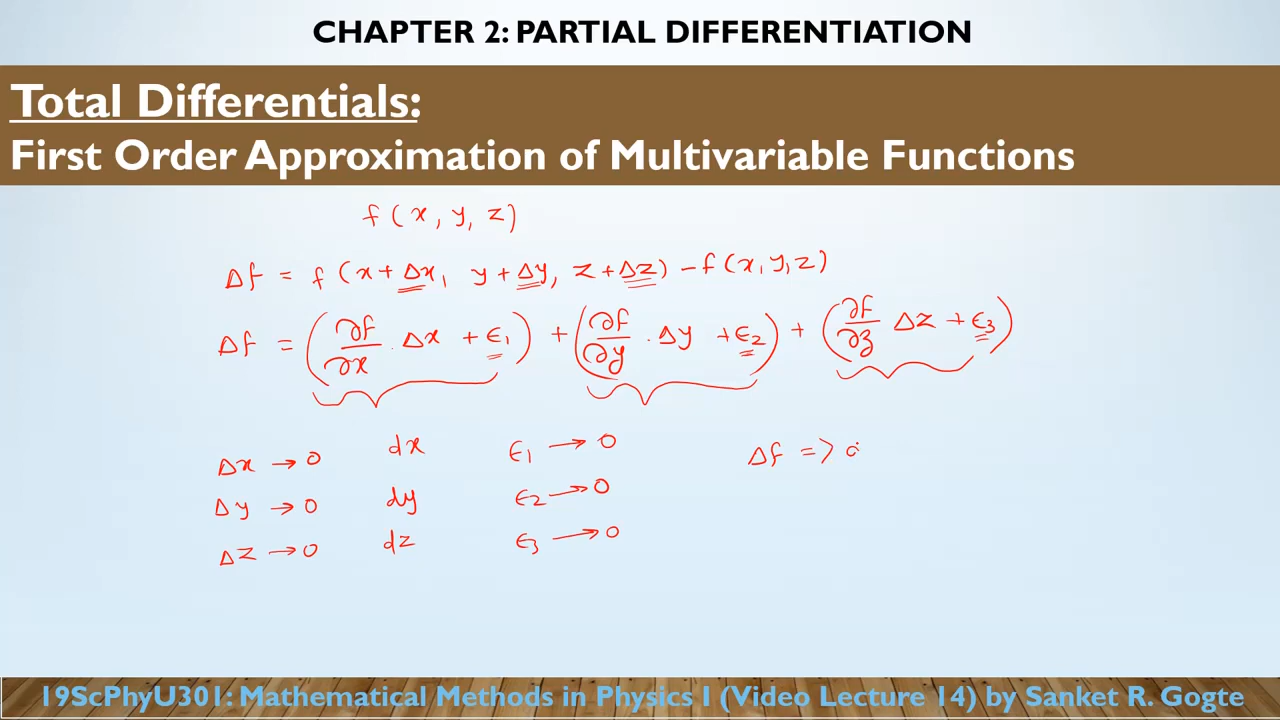 CHAPTER 2: PARTIAL DIFFERENTIATION
Total Differentials:
First Order Approximation of Multivariable Functions
f(x, y, z)
Δf = f(x+Δx, y+Δy, z+Δz) - f(x,y,z)
Δf = (∂f/∂x · Δx + ϵ1) + (∂f/∂y · Δy + ϵ2) + (∂f/∂z Δz + ϵ3)
Δx → 0 dx ϵ1 → 0 Δf =>
Δy → 0 dy ϵ2 → 0
Δz → 0 dz ϵ3 → 0
19ScPhyU301: Mathematical Methods in Physics I (Video Lecture 14) by Sanket R. Gogte